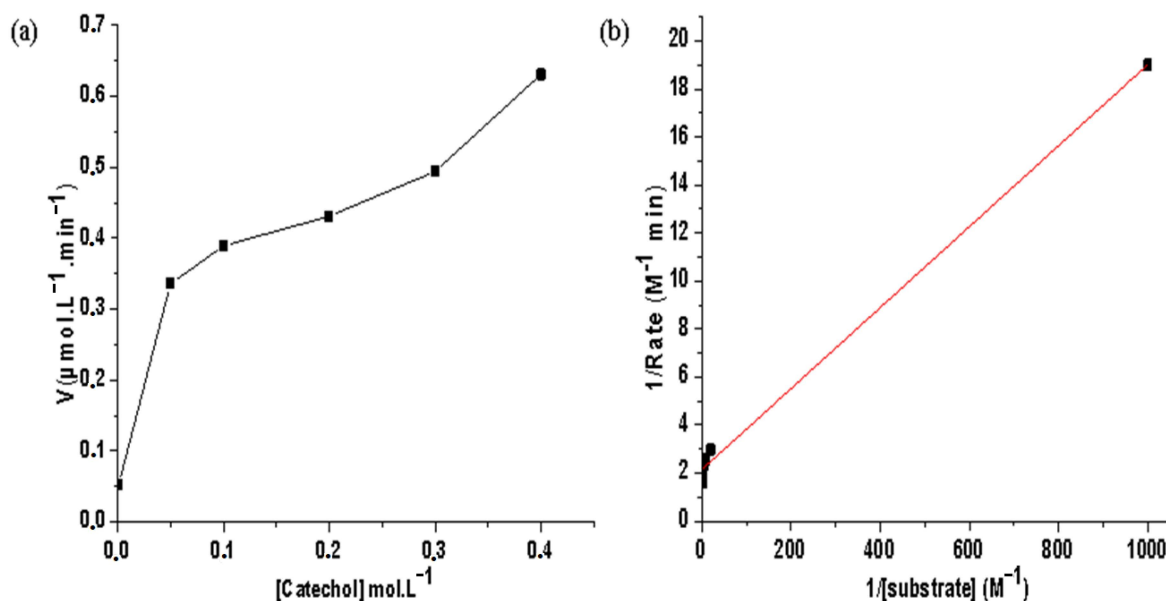 (a)
0.7
0.6
0.5
0.4
0.3
0.2
0.1
0.0
V(µmol.L⁻¹.min⁻¹)
0.0 0.1 0.2 0.3 0.4
[Catechol] mol.L⁻¹
(b)
20
18
16
14
12
10
8
6
4
2
0
1/Rate (M⁻¹ min)
0 200 400 600 800 1000
1/[substrate] (M⁻¹)